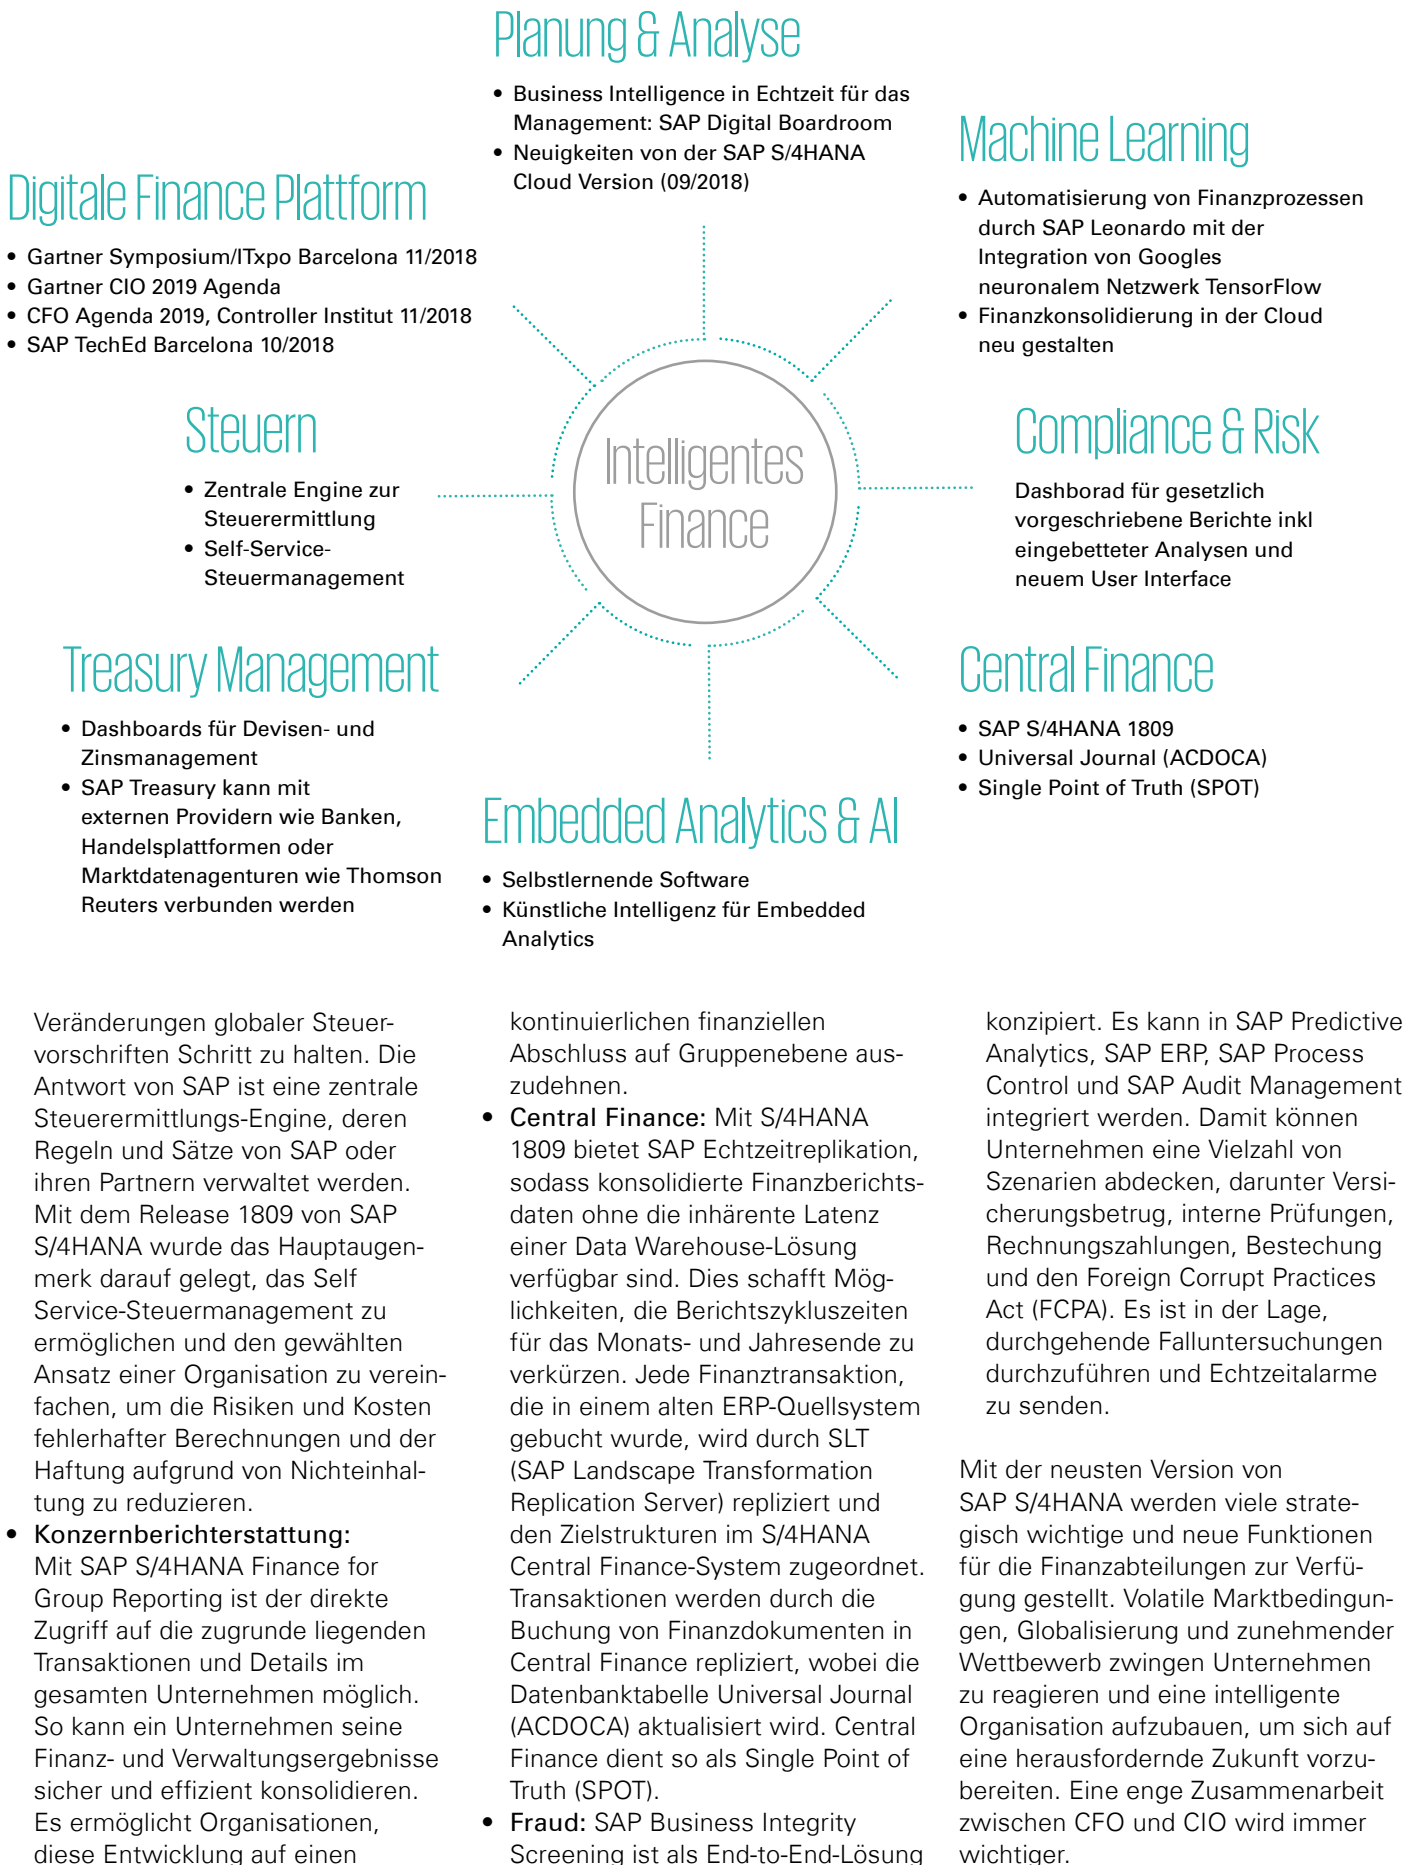 Planung & Analyse
• Business Intelligence in Echtzeit für das
Management: SAP Digital Boardroom
• Neuigkeiten von der SAP S/4HANA
Cloud Version (09/2018)
Machine Learning
• Automatisierung von Finanzprozessen
durch SAP Leonardo mit der
Integration von Googles
neuronalem Netzwerk TensorFlow
• Finanzkonsolidierung in der Cloud
neu gestalten
Digitale Finance Plattform
• Gartner Symposium/ITxpo Barcelona 11/2018
• Gartner CIO 2019 Agenda
• CFO Agenda 2019, Controller Institut 11/2018
• SAP TechEd Barcelona 10/2018
Steuern
• Zentrale Engine zur
Steuerermittlung
• Self-Service-
Steuermanagement
Intelligentes
Finance
Compliance & Risk
Dashborad für gesetzlich
vorgeschriebene Berichte inkl
eingebetteter Analysen und
neuem User Interface
Treasury Management
• Dashboards für Devisen- und
Zinsmanagement
• SAP Treasury kann mit
externen Providern wie Banken,
Handelsplattformen oder
Marktdatenagenturen wie Thomson
Reuters verbunden werden
Central Finance
• SAP S/4HANA 1809
• Universal Journal (ACDOCA)
• Single Point of Truth (SPOT)
Embedded Analytics & AI
• Selbstlernende Software
• Künstliche Intelligenz für Embedded
Analytics
Veränderungen globaler Steuer-
vorschriften Schritt zu halten. Die
Antwort von SAP ist eine zentrale
Steuerermittlungs-Engine, deren
Regeln und Sätze von SAP oder
ihren Partnern verwaltet werden.
Mit dem Release 1809 von SAP
S/4HANA wurde das Hauptaugen-
merk darauf gelegt, das Self
Service-Steuermanagement zu
ermöglichen und den gewählten
Ansatz einer Organisation zu verein-
fachen, um die Risiken und Kosten
fehlerhafter Berechnungen und der
Haftung aufgrund von Nichteinhal-
tung zu reduzieren.
• Konzernberichterstattung:
Mit SAP S/4HANA Finance for
Group Reporting ist der direkte
Zugriff auf die zugrunde liegenden
Transaktionen und Details im
gesamten Unternehmen möglich.
So kann ein Unternehmen seine
Finanz- und Verwaltungsergebnisse
sicher und effizient konsolidieren.
Es ermöglicht Organisationen,
diese Entwicklung auf einen
kontinuierlichen finanziellen
Abschluss auf Gruppenebene aus-
zudehnen.
• Central Finance: Mit S/4HANA
1809 bietet SAP Echtzeitreplikation,
sodass konsolidierte Finanzberichts-
daten ohne die inhärente Latenz
einer Data Warehouse-Lösung
verfügbar sind. Dies schafft Mög-
lichkeiten, die Berichtszykluszeiten
für das Monats- und Jahresende zu
verkürzen. Jede Finanztransaktion,
die in einem alten ERP-Quellsystem
gebucht wurde, wird durch SLT
(SAP Landscape Transformation
Replication Server) repliziert und
den Zielstrukturen im S/4HANA
Central Finance-System zugeordnet.
Transaktionen werden durch die
Buchung von Finanzdokumenten in
Central Finance repliziert, wobei die
Datenbanktabelle Universal Journal
(ACDOCA) aktualisiert wird. Central
Finance dient so als Single Point of
Truth (SPOT).
• Fraud: SAP Business Integrity
Screening ist als End-to-End-Lösung
konzipiert. Es kann in SAP Predictive
Analytics, SAP ERP, SAP Process
Control und SAP Audit Management
integriert werden. Damit können
Unternehmen eine Vielzahl von
Szenarien abdecken, darunter Versi-
cherungsbetrug, interne Prüfungen,
Rechnungszahlungen, Bestechung
und den Foreign Corrupt Practices
Act (FCPA). Es ist in der Lage,
durchgehende Falluntersuchungen
durchzuführen und Echtzeitalarme
zu senden.
Mit der neusten Version von
SAP S/4HANA werden viele strate-
gisch wichtige und neue Funktionen
für die Finanzabteilungen zur Verfü-
gung gestellt. Volatile Marktbedingun-
gen, Globalisierung und zunehmender
Wettbewerb zwingen Unternehmen
zu reagieren und eine intelligente
Organisation aufzubauen, um sich auf
eine herausfordernde Zukunft vorzu-
bereiten. Eine enge Zusammenarbeit
zwischen CFO und CIO wird immer
wichtiger.